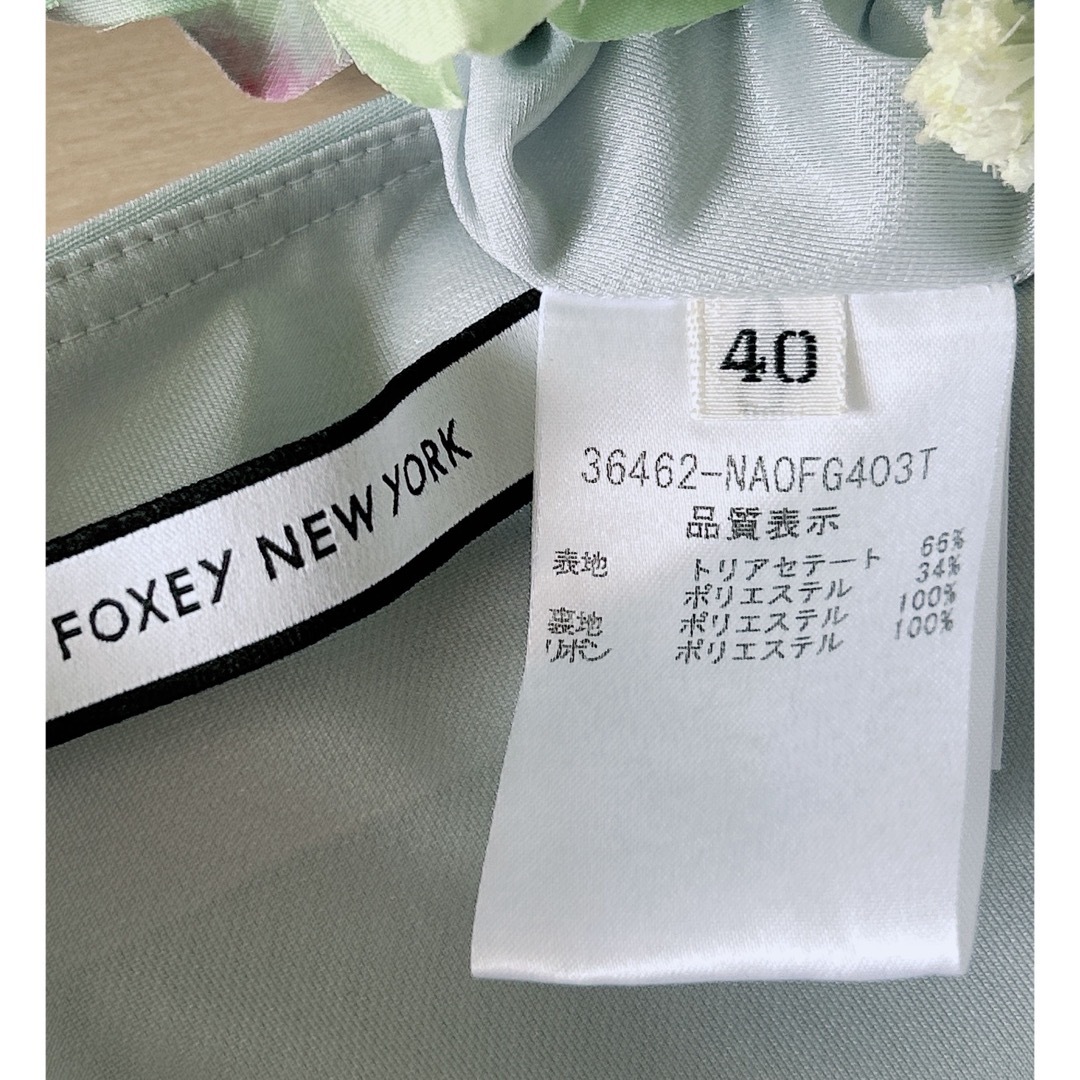 FOXEY NEW YORK
40
36462-NAOFG403T
品質表示
表地 トリアセテート 66%
ポリエステル 34%
裏地 ポリエステル 100%
リボン ポリエステル 100%